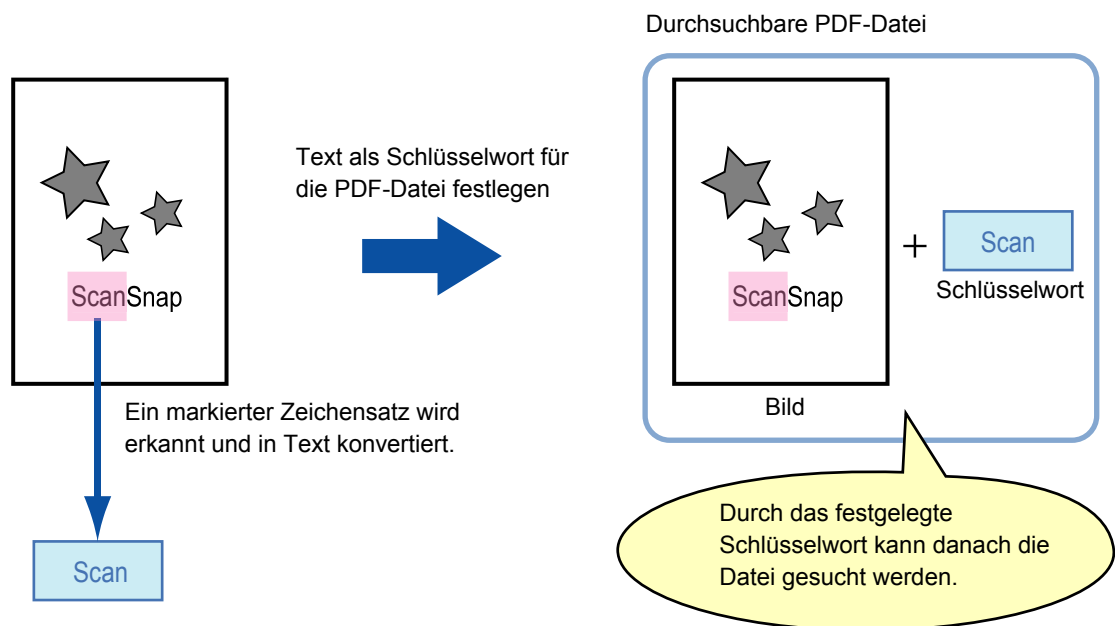 Durchsuchbare PDF-Datei
Text als Schlüsselwort für
die PDF-Datei festlegen
ScanSnap
Ein markierter Zeichensatz wird
erkannt und in Text konvertiert.
Scan
ScanSnap
Bild
+
Scan
Schlüsselwort
Durch das festgelegte
Schlüsselwort kann danach die
Datei gesucht werden.